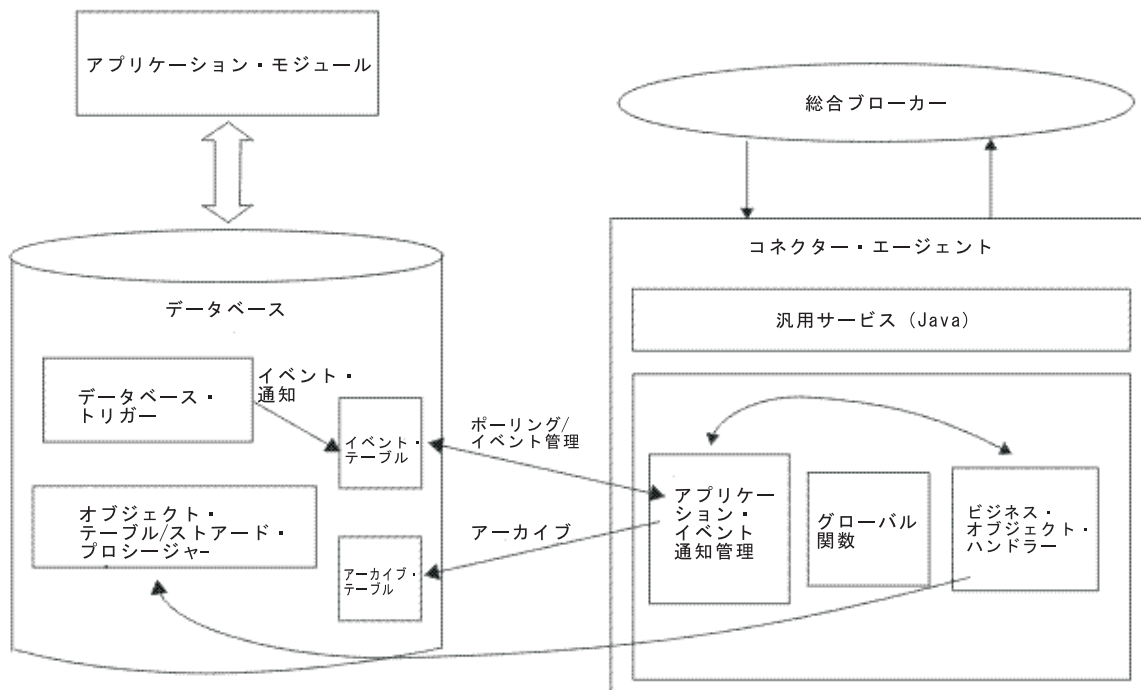 アプリケーション・モジュール
総合ブローカー
データベース
データベース・
トリガー
イベント・
通知
イベント・
テーブル
オブジェクト・
テーブル/ストアード・
プロシージャー
アーカイブ・
テーブル
ポーリング/
イベント管理
アーカイブ
コネクター・エージェント
汎用サービス (Java)
アプリケー
ション・
イベント
通知管理
グローバル
関数
ビジネス・
オブジェクト・
ハンドラー